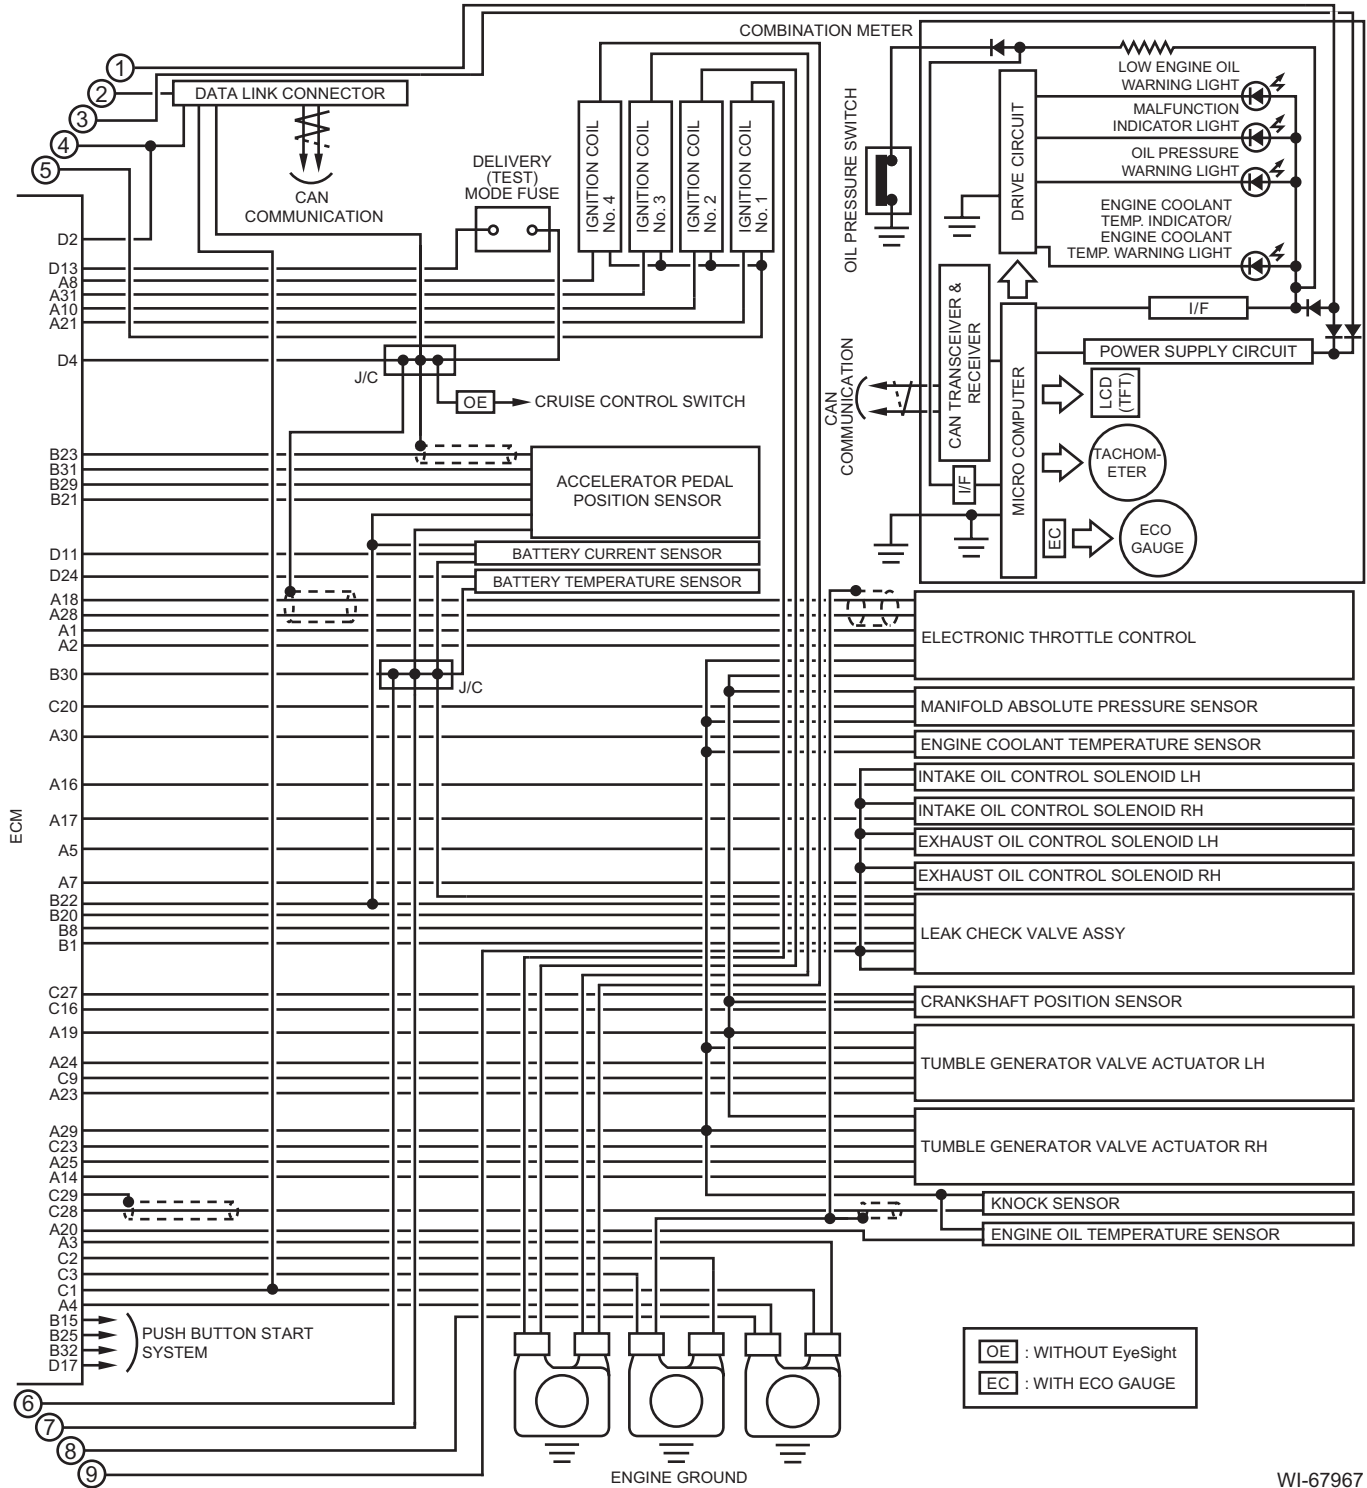 COMBINATION METER
1
2
3
4
5
DATA LINK CONNECTOR
CAN
COMMUNICATION
DELIVERY
(TEST)
MODE FUSE
IGNITION COIL
No. 4
IGNITION COIL
No. 3
IGNITION COIL
No. 2
IGNITION COIL
No. 1
OIL PRESSURE SWITCH
DRIVE CIRCUIT
LOW ENGINE OIL
WARNING LIGHT
MALFUNCTION
INDICATOR LIGHT
OIL PRESSURE
WARNING LIGHT
ENGINE COOLANT
TEMP. INDICATOR/
ENGINE COOLANT
TEMP. WARNING LIGHT
I/F
POWER SUPPLY CIRCUIT
CAN TRANSCEIVER &
RECEIVER
MICRO COMPUTER
LCD
(TFT)
TACHOM-
ETER
I/F
EC
ECO
GAUGE
CAN
COMMUNICATION
ECM
D2
D13
A8
A31
A10
A21
D4
J/C
OE
CRUISE CONTROL SWITCH
B23
B31
B29
B21
ACCELERATOR PEDAL
POSITION SENSOR
D11
BATTERY CURRENT SENSOR
D24
BATTERY TEMPERATURE SENSOR
A18
A28
A1
A2
ELECTRONIC THROTTLE CONTROL
B30
J/C
C20
MANIFOLD ABSOLUTE PRESSURE SENSOR
A30
ENGINE COOLANT TEMPERATURE SENSOR
A16
INTAKE OIL CONTROL SOLENOID LH
A17
INTAKE OIL CONTROL SOLENOID RH
A5
EXHAUST OIL CONTROL SOLENOID LH
A7
EXHAUST OIL CONTROL SOLENOID RH
B22
B20
B8
B1
LEAK CHECK VALVE ASSY
C27
C16
CRANKSHAFT POSITION SENSOR
A19
A24
C9
A23
TUMBLE GENERATOR VALVE ACTUATOR LH
A29
C23
A25
A14
TUMBLE GENERATOR VALVE ACTUATOR RH
C29
C28
KNOCK SENSOR
A20
ENGINE OIL TEMPERATURE SENSOR
A3
C2
C3
C1
A4
B15
B25
B32
D17
PUSH BUTTON START
SYSTEM
6
7
8
9
ENGINE GROUND
OE : WITHOUT EyeSight
EC : WITH ECO GAUGE
WI-67967